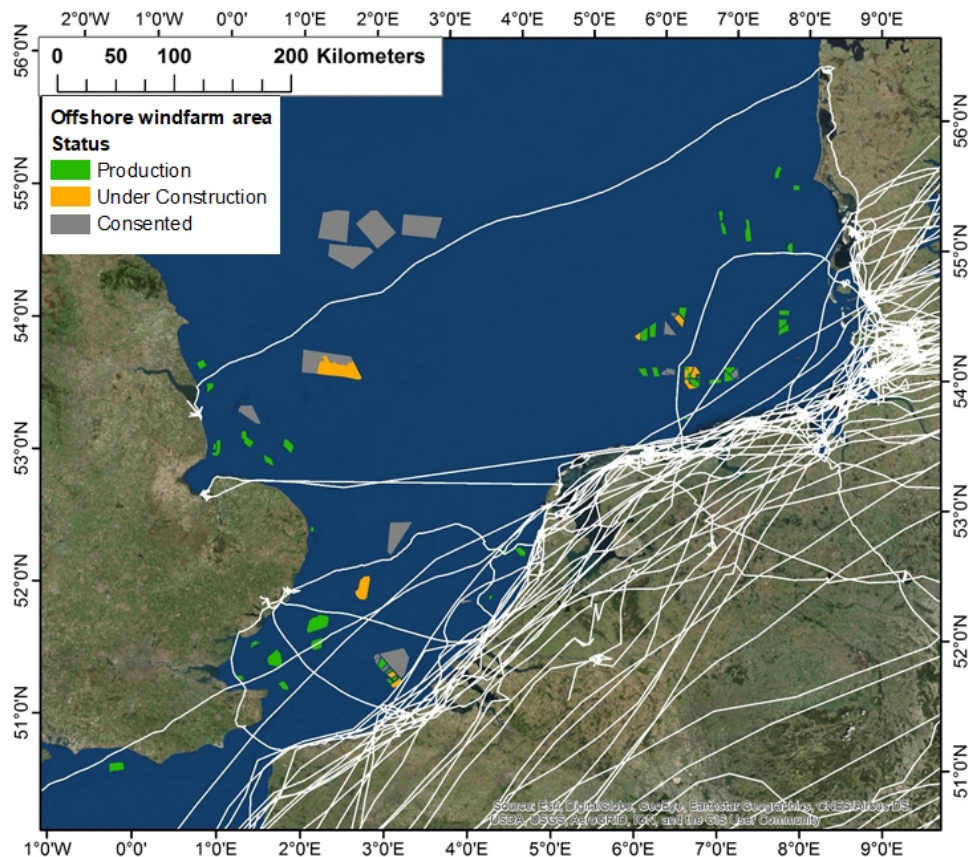 2°0'W 1°0'W 0°0' 1°0'E 2°0'E 3°0'E 4°0'E 5°0'E 6°0'E 7°0'E 8°0'E 9°0'E
0 50 100 200 Kilometers
Offshore windfarm area
Status
Production
Under Construction
Consented
56°0'N
55°0'N
54°0'N
53°0'N
52°0'N
51°0'N
56°0'N
55°0'N
54°0'N
53°0'N
52°0'N
51°0'N
Source: Esri, DigitalGlobe, GeoEye, Earthstar Geographics, CNES/Airbus DS,
USDA, USGS, AeroGRID, IGN, and the GIS User Community
1°0'W 0°0' 1°0'E 2°0'E 3°0'E 4°0'E 5°0'E 6°0'E 7°0'E 8°0'E 9°0'E